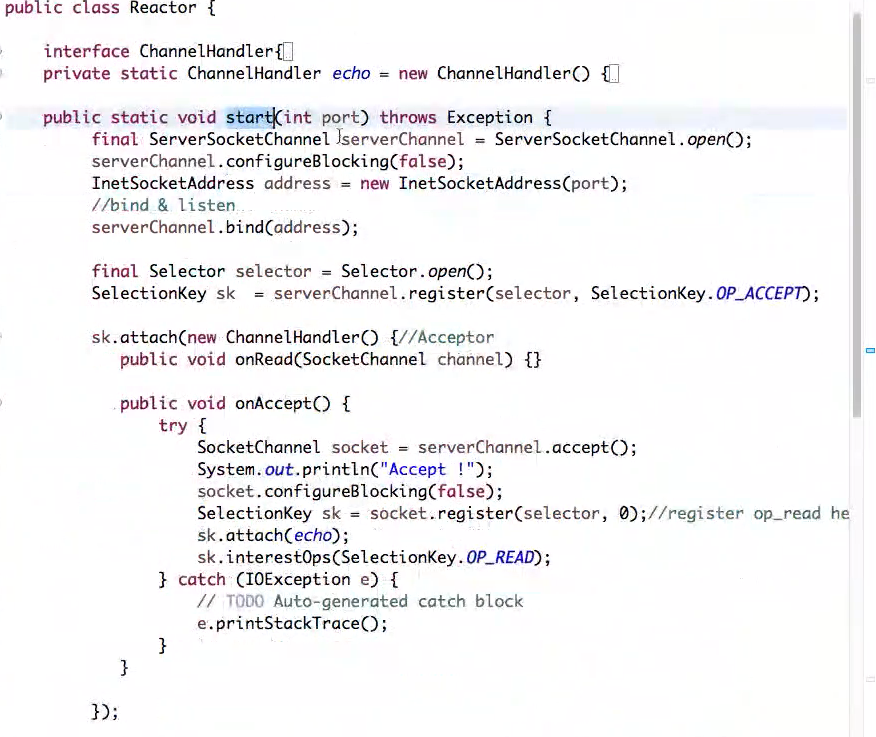 public class Reactor {
interface ChannelHandler{
private static ChannelHandler echo = new ChannelHandler() {
public static void start(int port) throws Exception {
final ServerSocketChannel serverChannel = ServerSocketChannel.open();
serverChannel.configureBlocking(false);
InetSocketAddress address = new InetSocketAddress(port);
//bind & listen
serverChannel.bind(address);
final Selector selector = Selector.open();
SelectionKey sk  = serverChannel.register(selector, SelectionKey.OP_ACCEPT);
sk.attach(new ChannelHandler() {//Acceptor
public void onRead(SocketChannel channel) {}
public void onAccept() {
try {
SocketChannel socket = serverChannel.accept();
System.out.println("Accept !");
socket.configureBlocking(false);
SelectionKey sk = socket.register(selector, 0);//register op_read he
sk.attach(echo);
sk.interestOps(SelectionKey.OP_READ);
} catch (IOException e) {
// TODO Auto-generated catch block
e.printStackTrace();
}
}
});